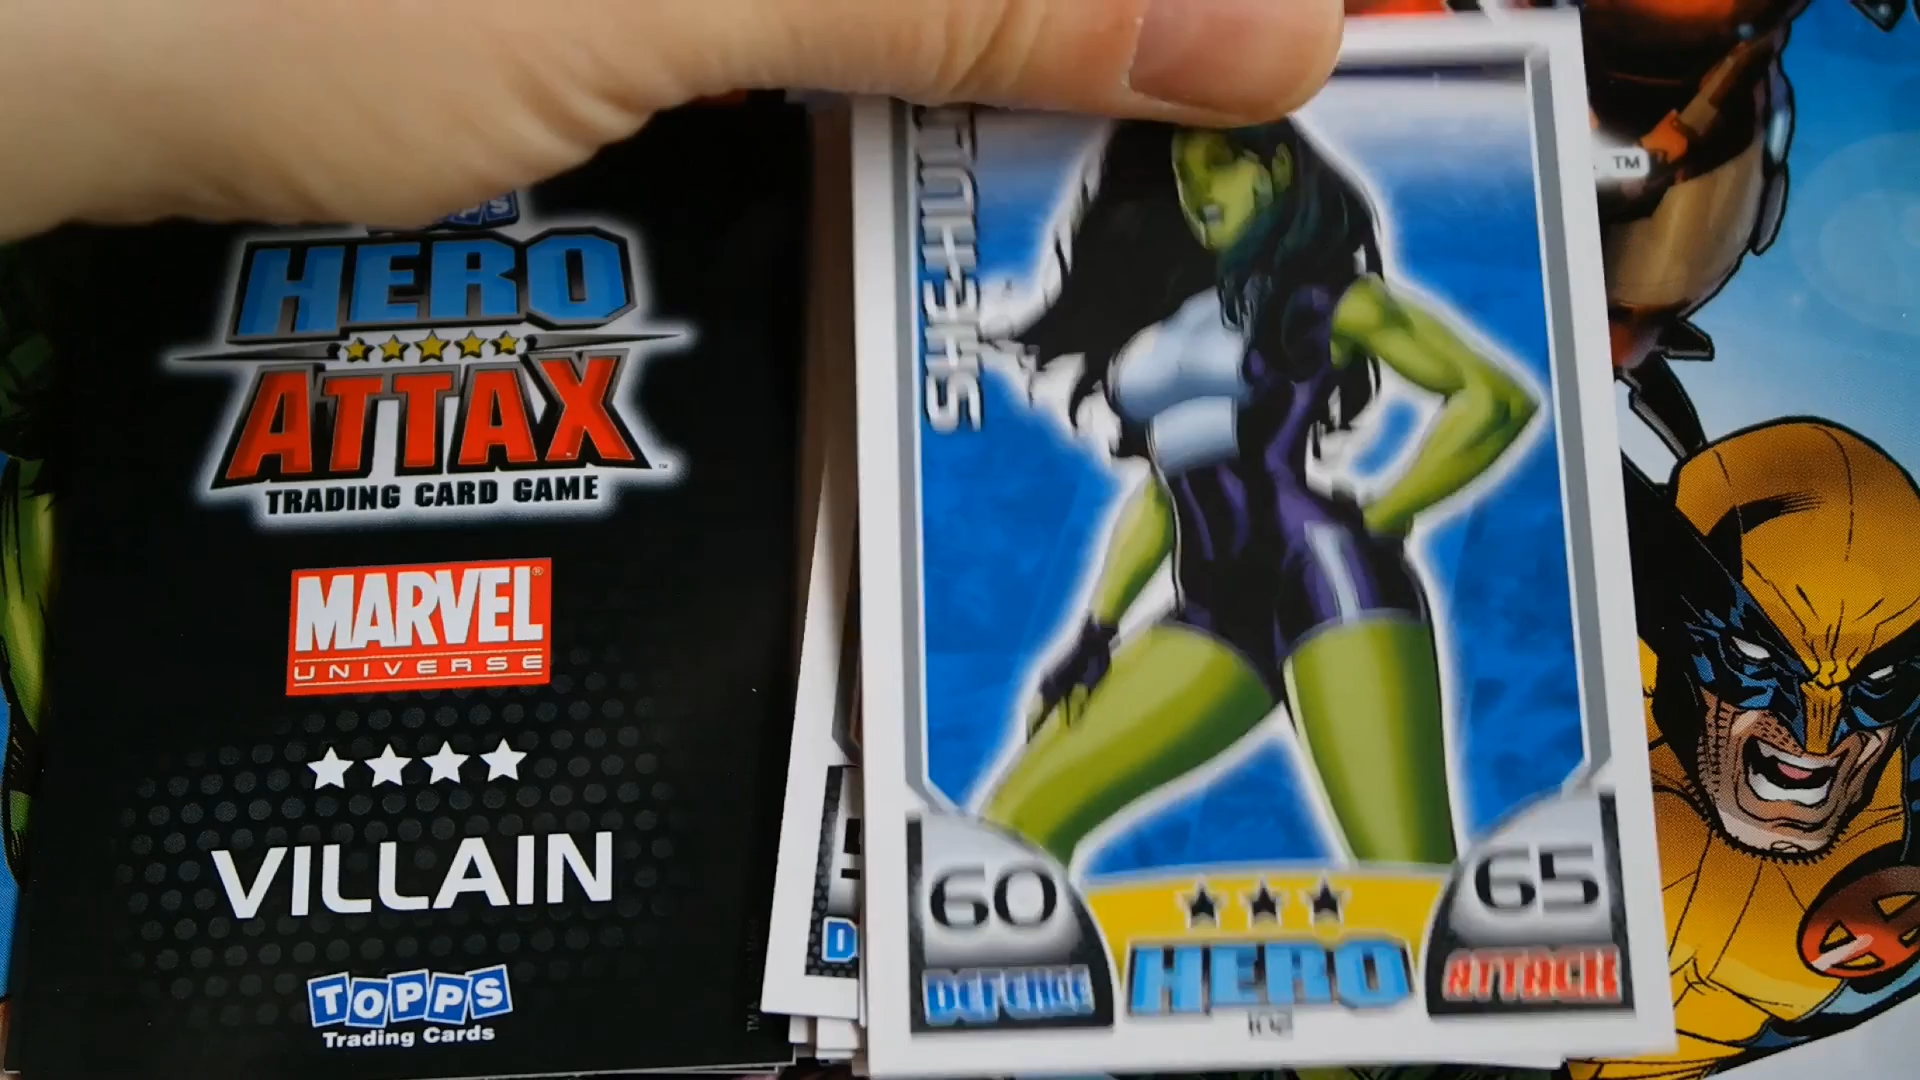 HERO
ATTAX
TRADING CARD GAME
MARVEL
UNIVERSE
VILLAIN
TOPPS
Trading Cards
SHE-HULK
60
DEFENCE
HERO
65
ATTACK
TM